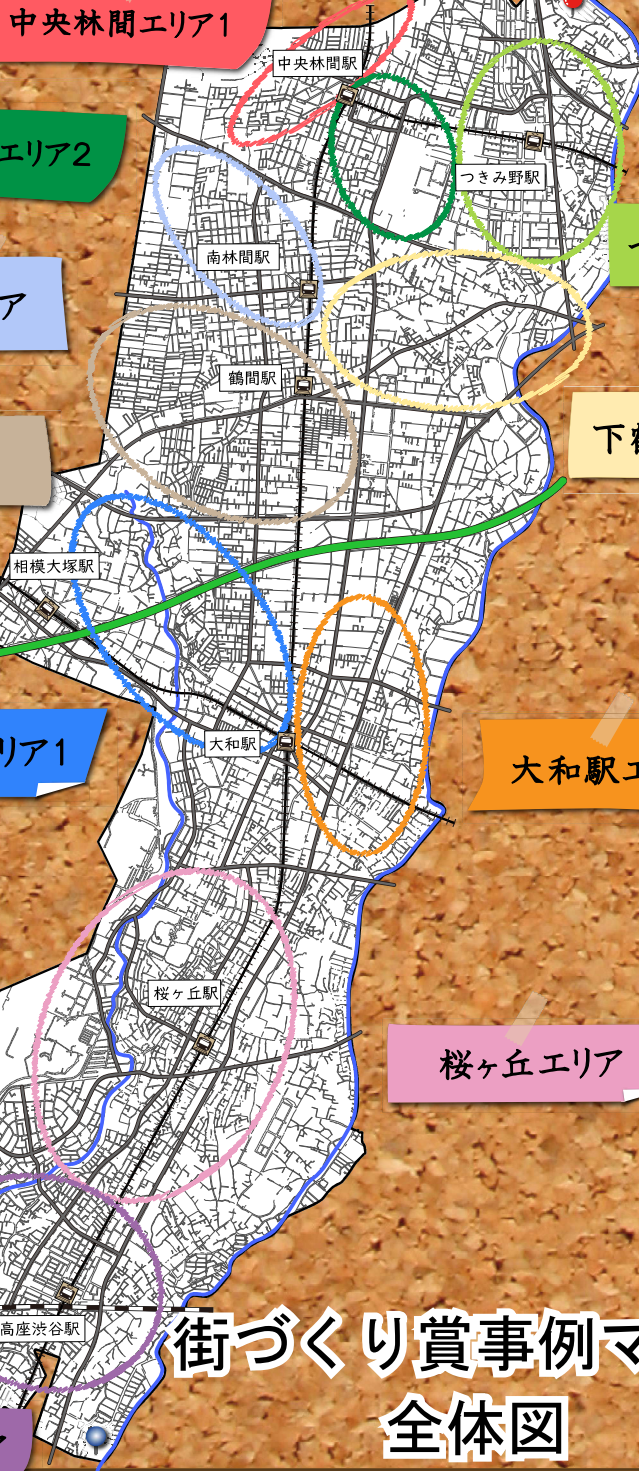 中央林間エリア1
中央林間駅
エリア2
つきみ野駅
南林間駅
ア
鶴間駅
下鶴
相模大塚駅
リア1
大和駅
大和駅エ
桜ヶ丘駅
桜ヶ丘エリア
高座渋谷駅
街づくり賞事例マ
全体図
ア